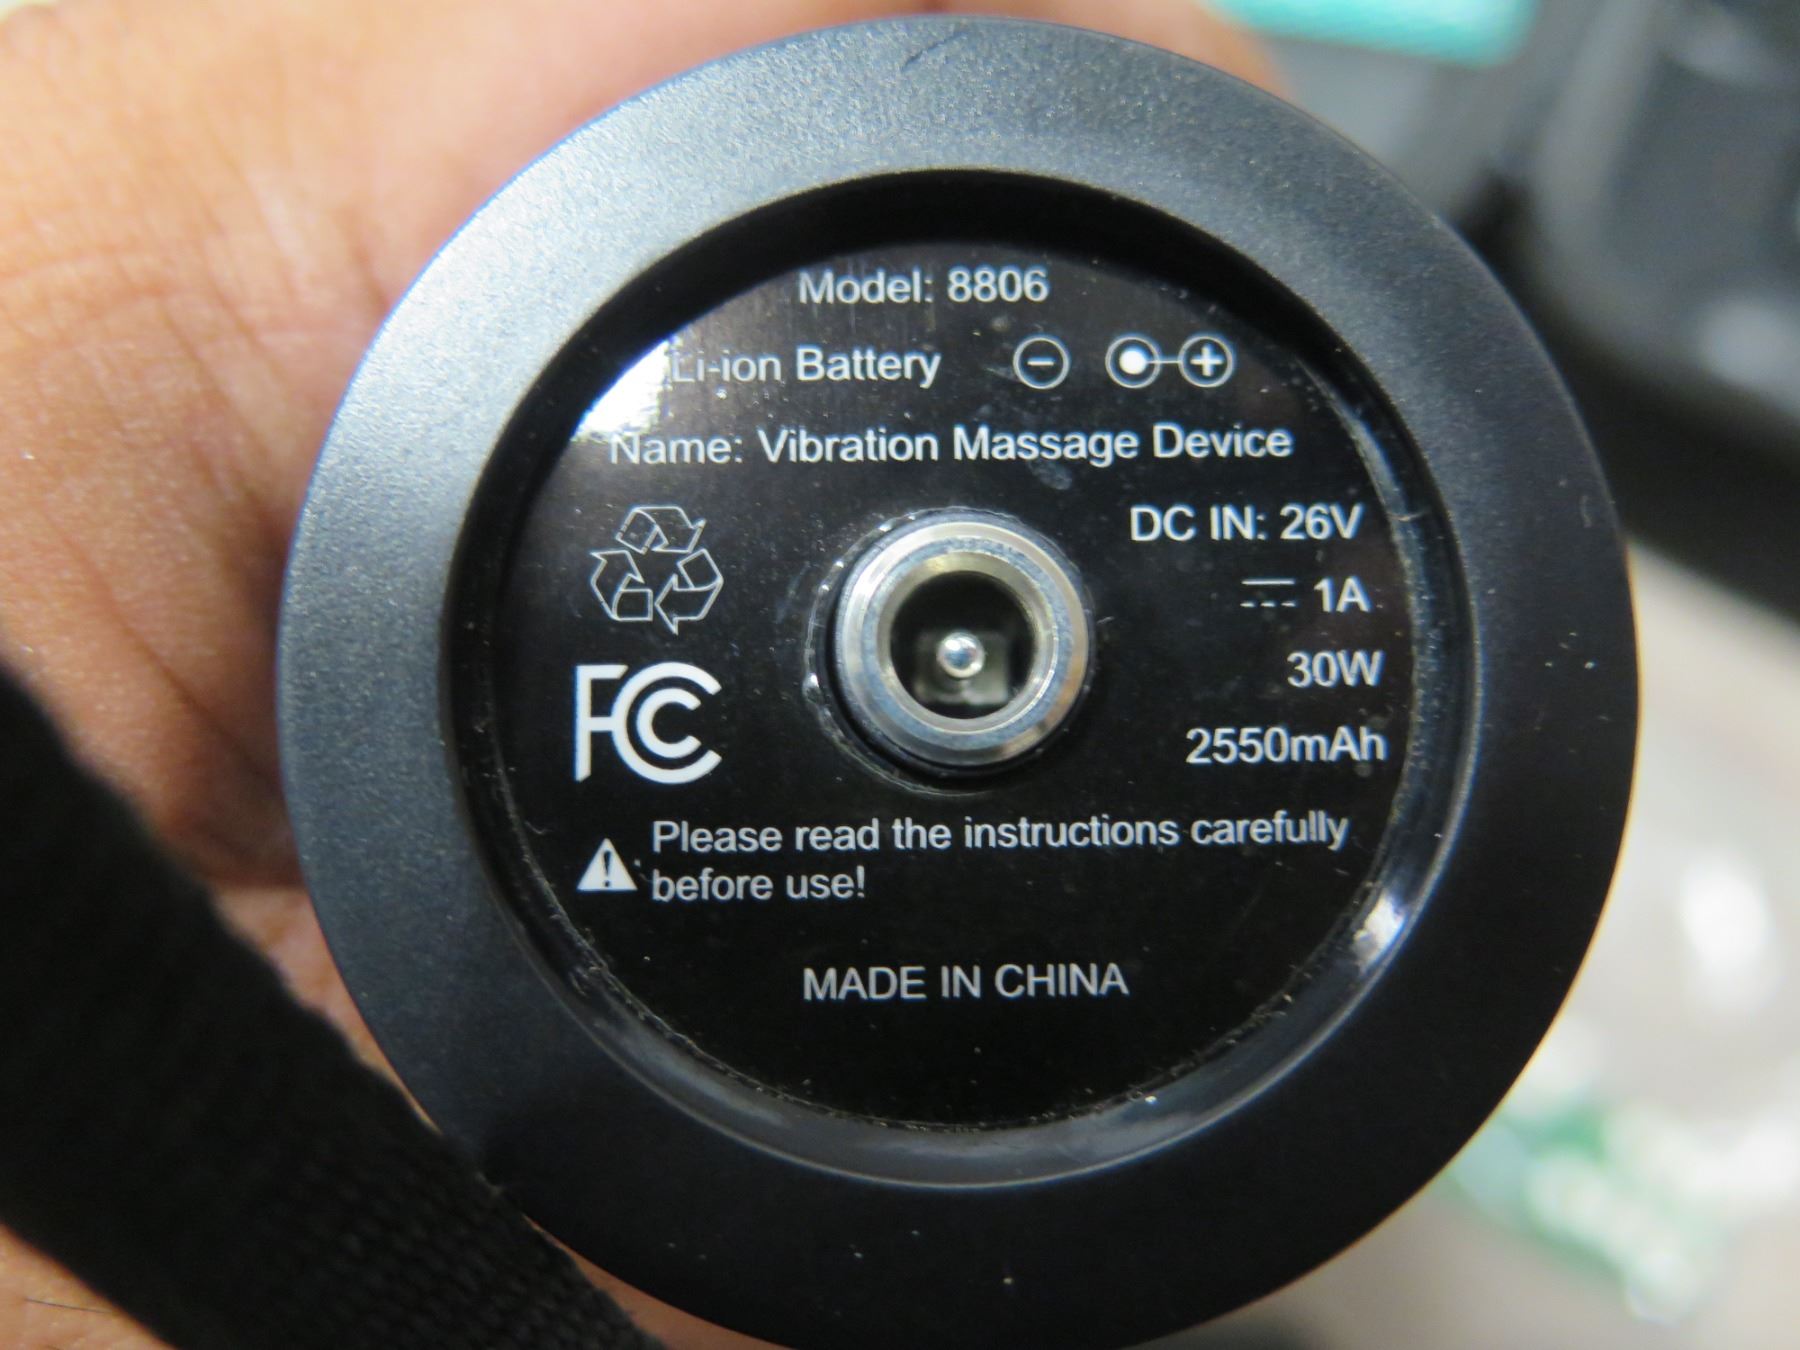 Model: 8806
Li-ion Battery
Name: Vibration Massage Device
DC IN: 26V
1A
30W
2550mAh
FC
Please read the instructions carefully
before use!
MADE IN CHINA